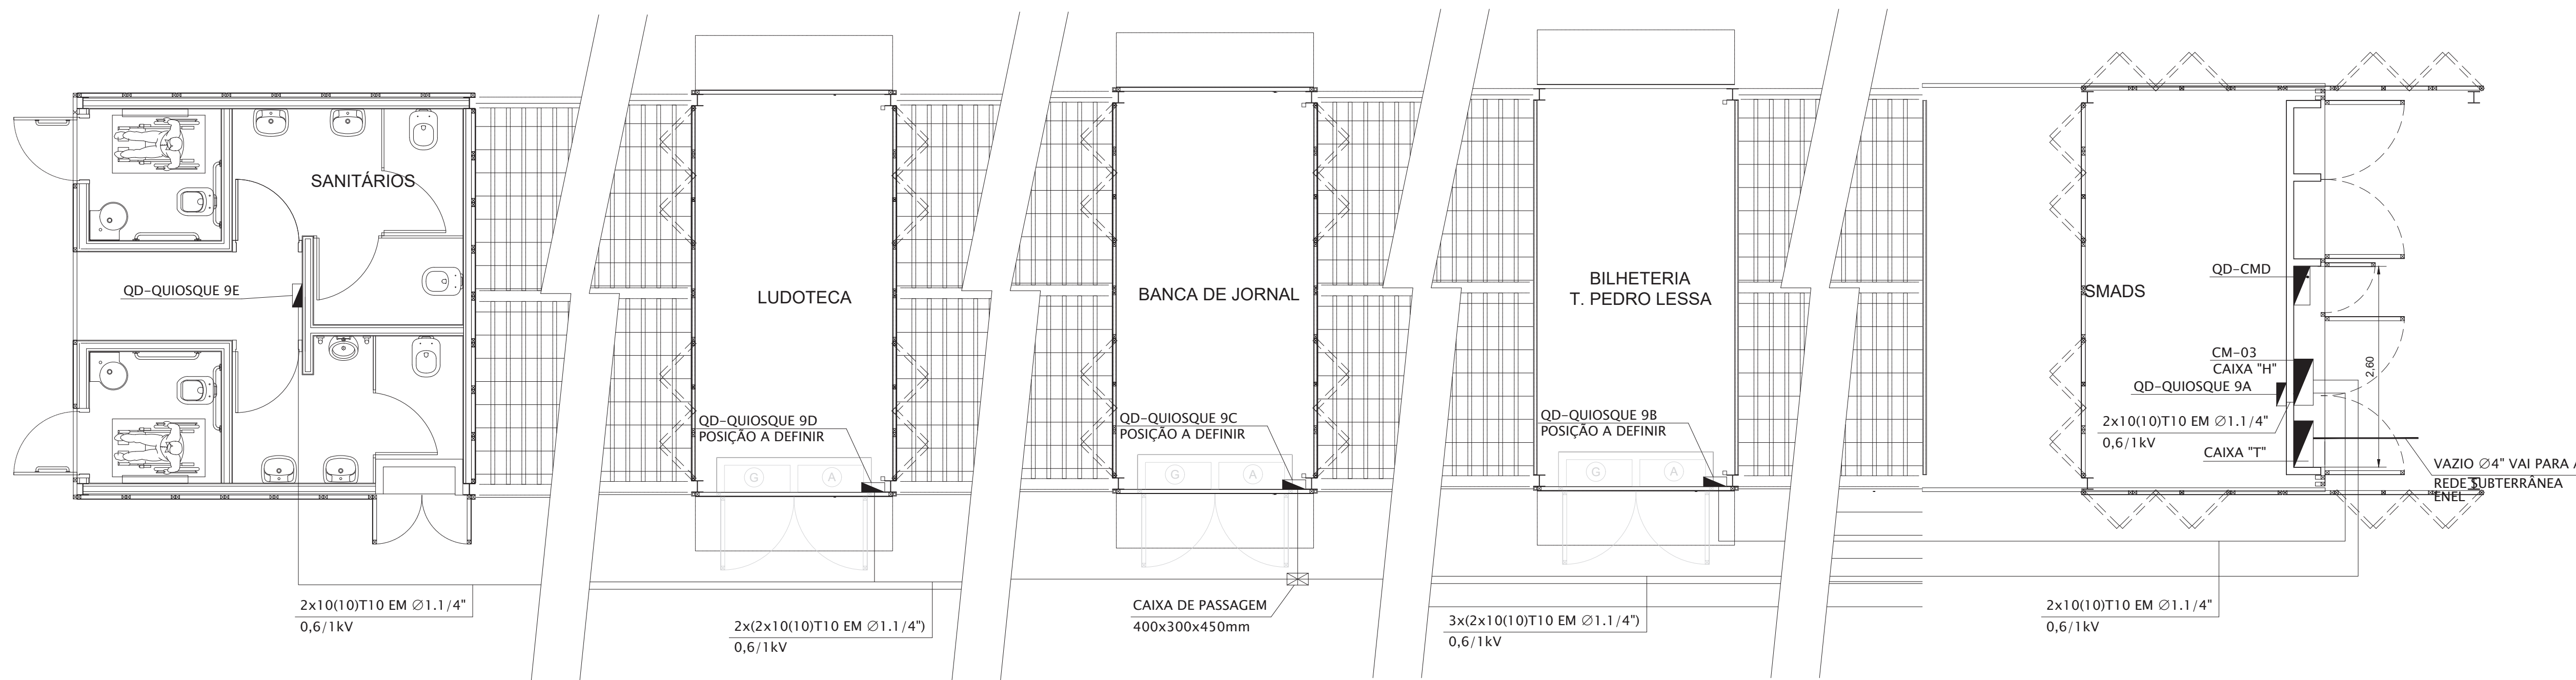 SANITÁRIOS
QD-QUIOSQUE 9E
2x10(10)T10 EM ∅1.1/4"
0,6/1kV
LUDOTECA
QD-QUIOSQUE 9D
POSIÇÃO A DEFINIR
G
A
2x(2x10(10)T10 EM ∅1.1/4")
0,6/1kV
BANCA DE JORNAL
QD-QUIOSQUE 9C
POSIÇÃO A DEFINIR
G
A
CAIXA DE PASSAGEM
400x300x450mm
BILHETERIA
T. PEDRO LESSA
QD-QUIOSQUE 9B
POSIÇÃO A DEFINIR
G
A
3x(2x10(10)T10 EM ∅1.1/4")
0,6/1kV
SMADS
QD-CMD
CM-03
CAIXA "H"
QD-QUIOSQUE 9A
2x10(10)T10 EM ∅1.1/4"
0,6/1kV
CAIXA "T"
2,60
VAZIO ∅4" VAI PARA A
REDE SUBTERRÂNEA
ENEL
2x10(10)T10 EM ∅1.1/4"
0,6/1kV